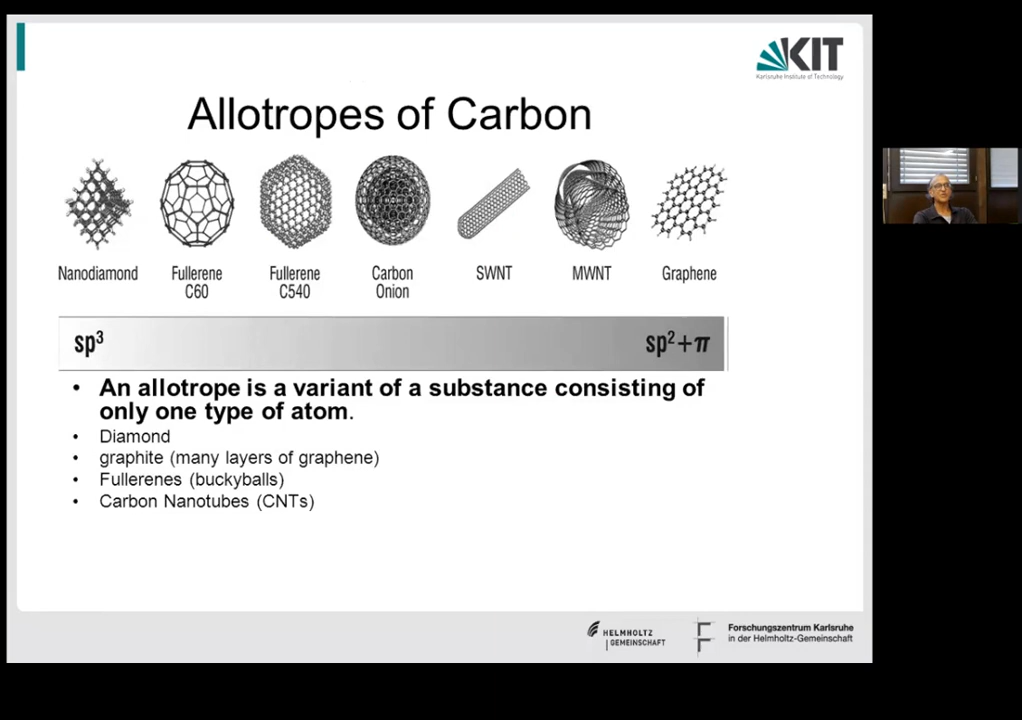 KIT
Karlsruhe Institute of Technology
Allotropes of Carbon
Nanodiamond
Fullerene
C60
Fullerene
C540
Carbon
Onion
SWNT
MWNT
Graphene
sp³
sp²+π
• An allotrope is a variant of a substance consisting of
only one type of atom.
• Diamond
• graphite (many layers of graphene)
• Fullerenes (buckyballs)
• Carbon Nanotubes (CNTs)
HELMHOLTZ
GEMEINSCHAFT
Forschungszentrum Karlsruhe
in der Helmholtz-Gemeinschaft